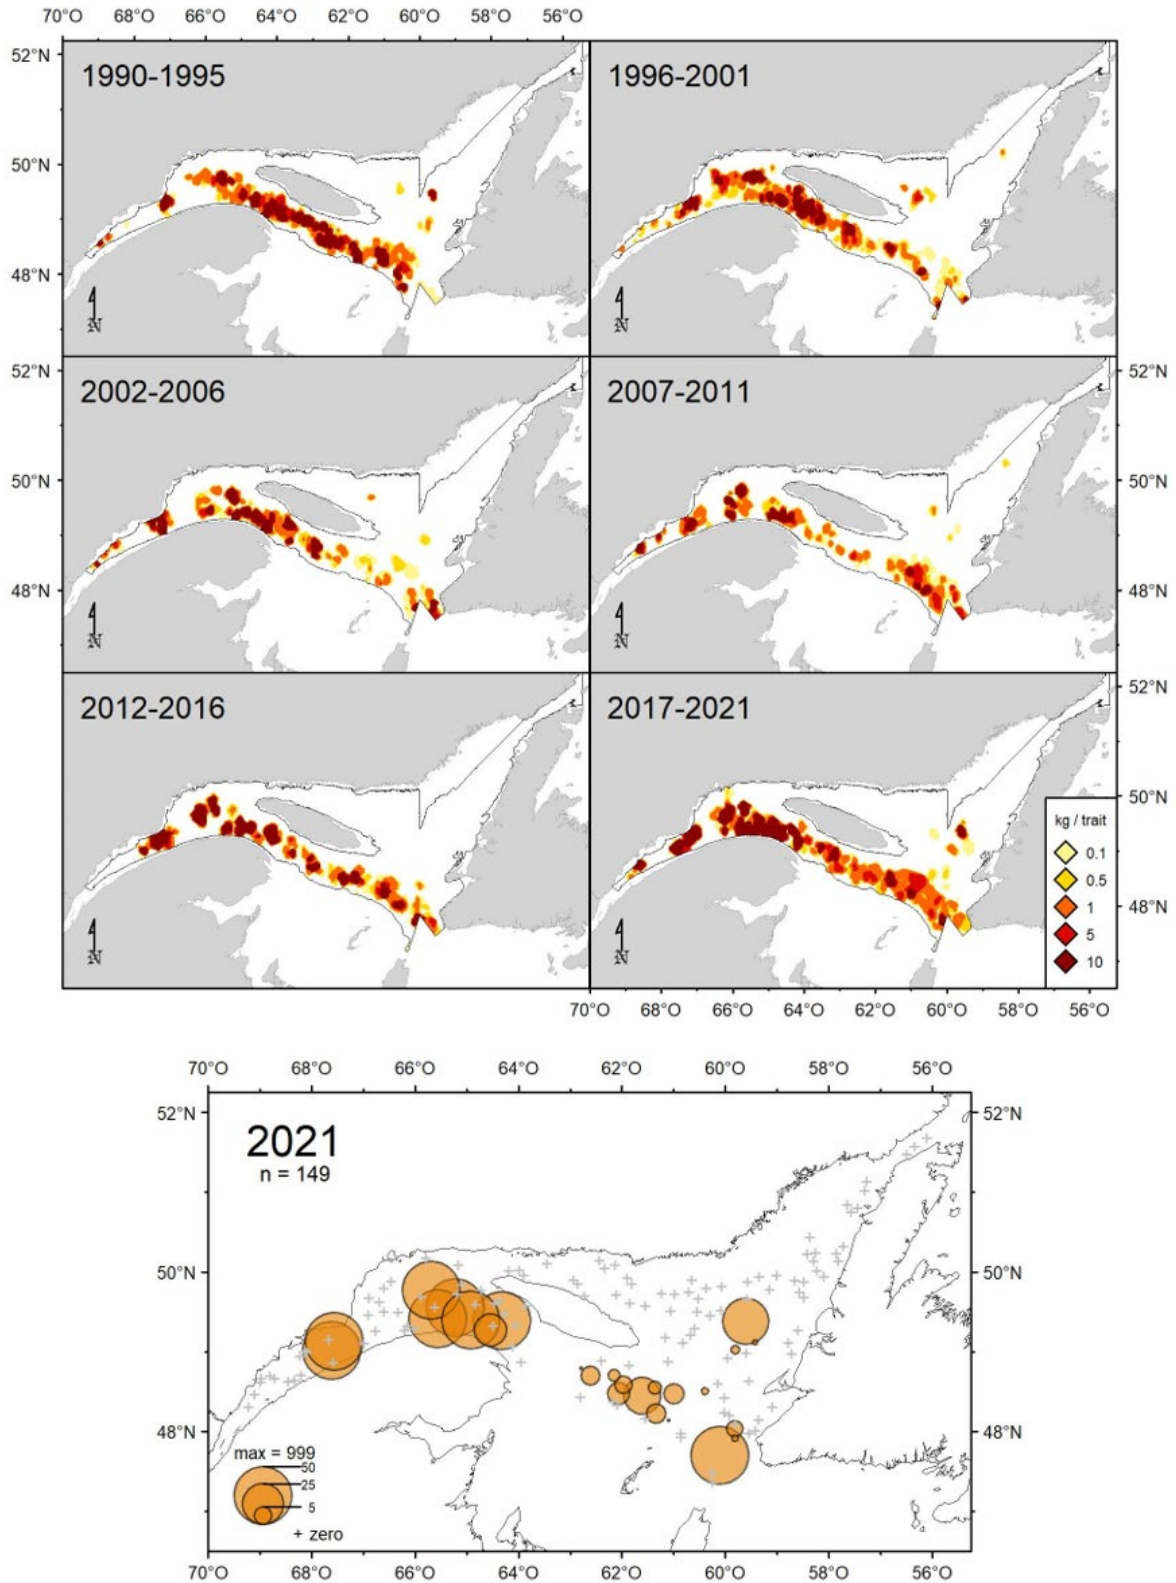 70°O 68°O 66°O 64°O 62°O 60°O 58°O 56°O
52°N
1990-1995
1996-2001
50°N
48°N
N
N
52°N
52°N
2002-2006
2007-2011
50°N
50°N
48°N
48°N
N
N
52°N
2012-2016
2017-2021
50°N
kg / trait
0.1
0.5
1
48°N
5
10
N
N
70°O 68°O 66°O 64°O 62°O 60°O 58°O 56°O
70°O 68°O 66°O 64°O 62°O 60°O 58°O 56°O
52°N
52°N
2021
n = 149
50°N
50°N
48°N
48°N
max = 999
50
25
5
+ zero
70°O 68°O 66°O 64°O 62°O 60°O 58°O 56°O